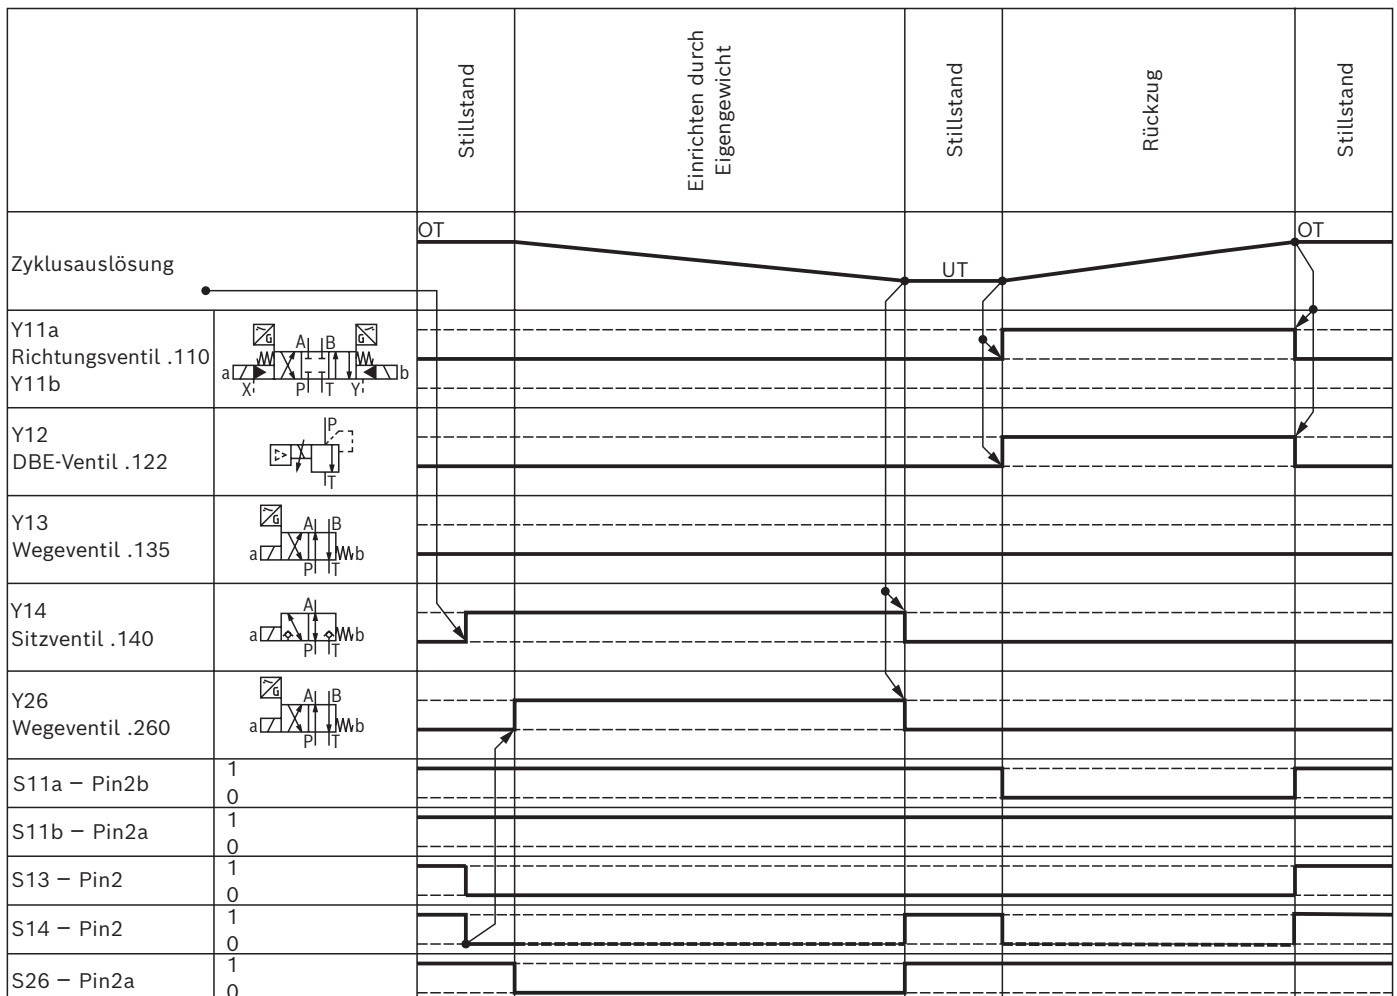 Stillstand
Einrichten durch
Eigengewicht
Stillstand
Rückzug
Stillstand
Zyklusauslösung
OT
UT
OT
Y11a
Richtungsventil .110
Y11b
G
G
A B
a b
X P T Y
Y12
DBE-Ventil .122
P
T
Y13
Wegeventil .135
G
A B
a b
P T
Y14
Sitzventil .140
A
a b
P T
Y26
Wegeventil .260
G
A B
a b
P T
S11a – Pin2b
1
0
S11b – Pin2a
1
0
S13 – Pin2
1
0
S14 – Pin2
1
0
S26 – Pin2a
1
0